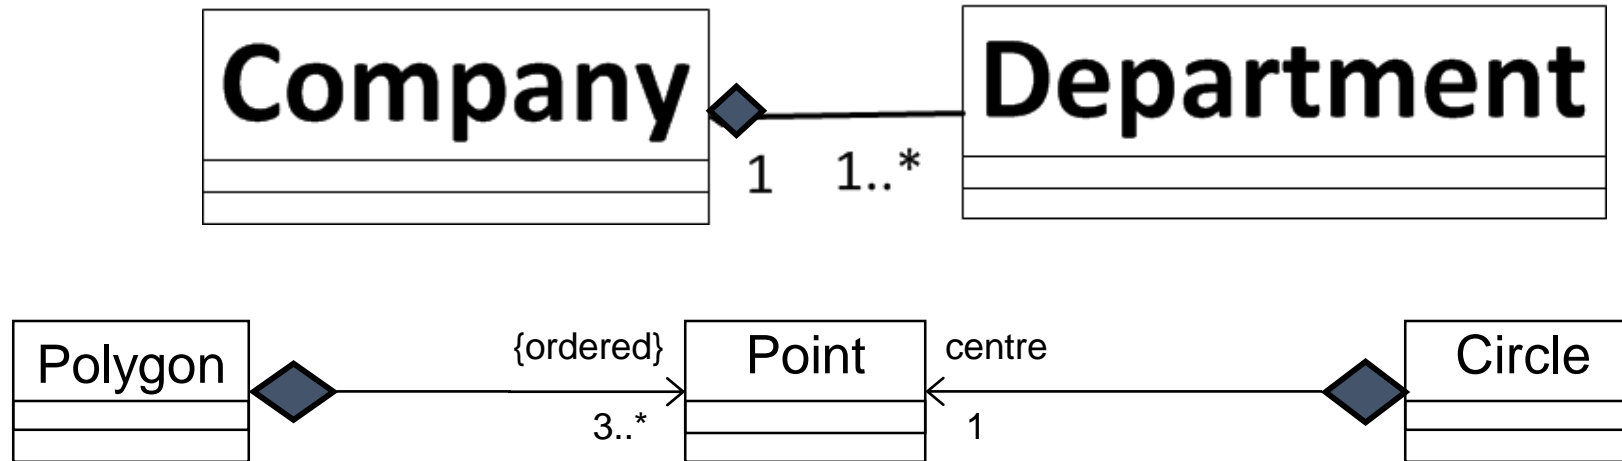 Company
Department
1
1..*
Polygon
{ordered}
3..*
Point
centre
1
Circle